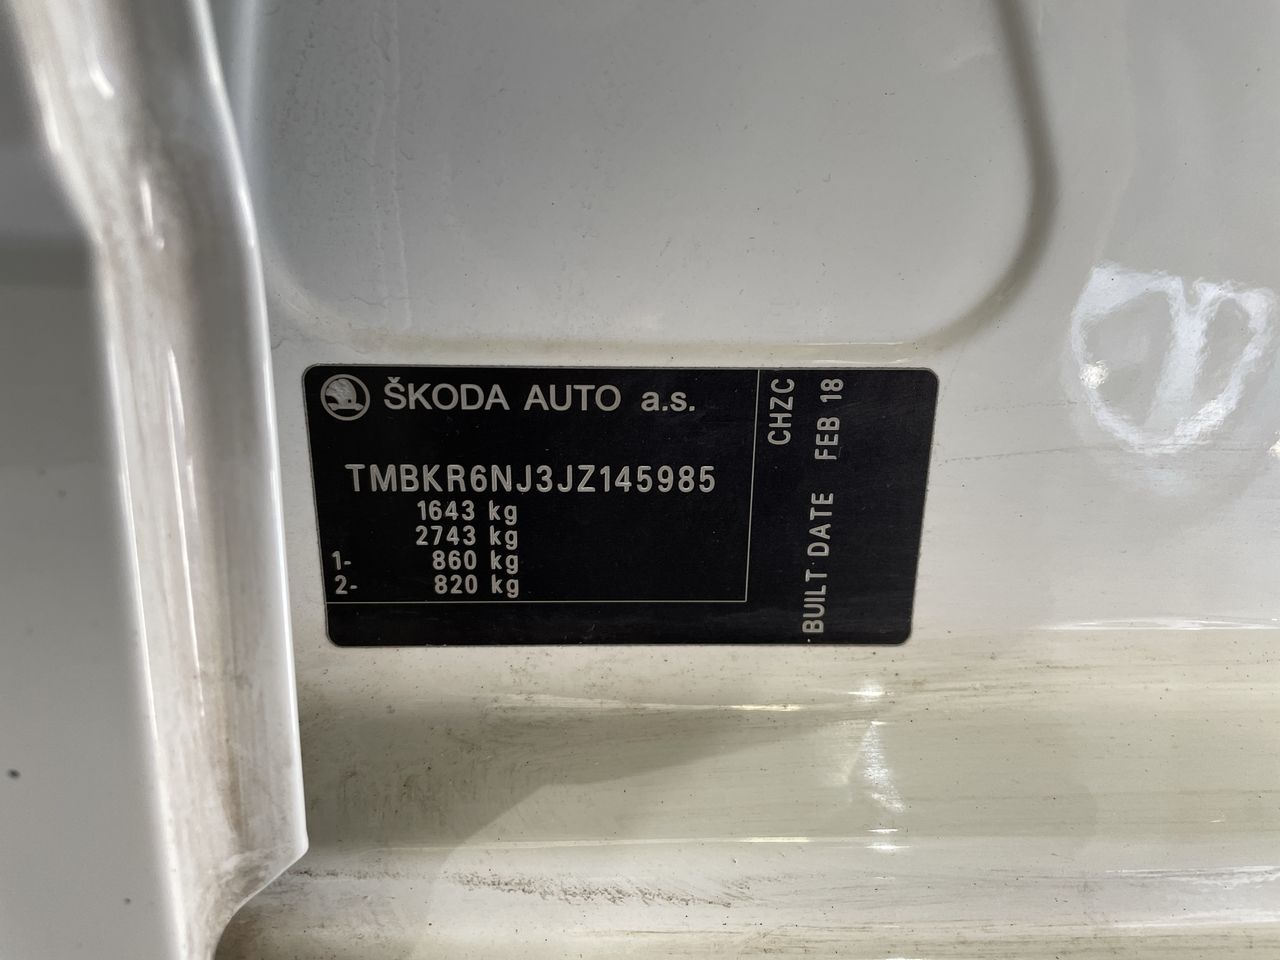 ŠKODA AUTO a.s.
TMBKR6NJ3JZ145985
1643 kg
2743 kg
1- 860 kg
2- 820 kg
CHZC
BUILT DATE FEB 18